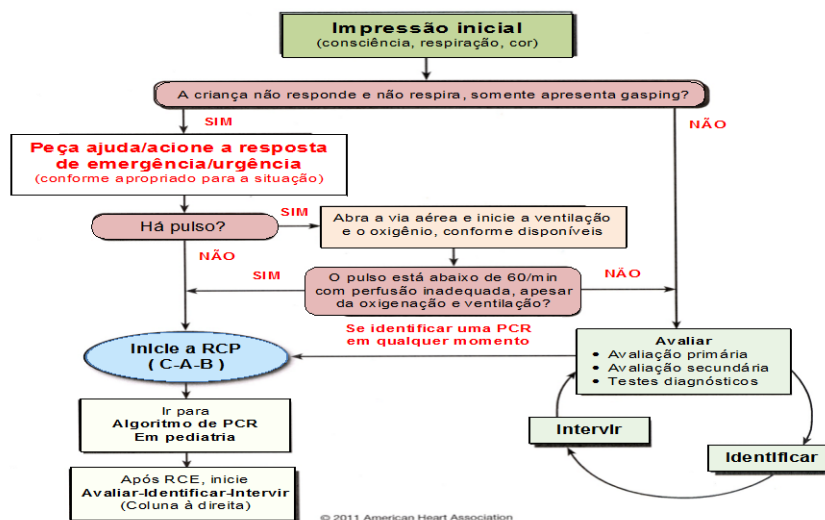 Impressão inicial
(consciência, respiração, cor)
A criança não responde e não respira, somente apresenta gasping?
SIM
NÃO
Peça ajuda/acione a resposta
de emergência/urgência
(conforme apropriado para a situação)
Há pulso?
SIM
Abra a via aérea e inicie a ventilação
e o oxigênio, conforme disponíveis
NÃO
SIM
O pulso está abaixo de 60/min
com perfusão inadequada, apesar
da oxigenação e ventilação?
NÃO
Se identificar uma PCR
em qualquer momento
Inicie a RCP
( C-A-B )
Avaliar
• Avaliação primária
• Avaliação secundária
• Testes diagnósticos
Ir para
Algoritmo de PCR
Em pediatria
Intervir
Identificar
Após RCE, inicie
Avaliar-Identificar-Intervir
(Coluna à direita)
© 2011 American Heart Association